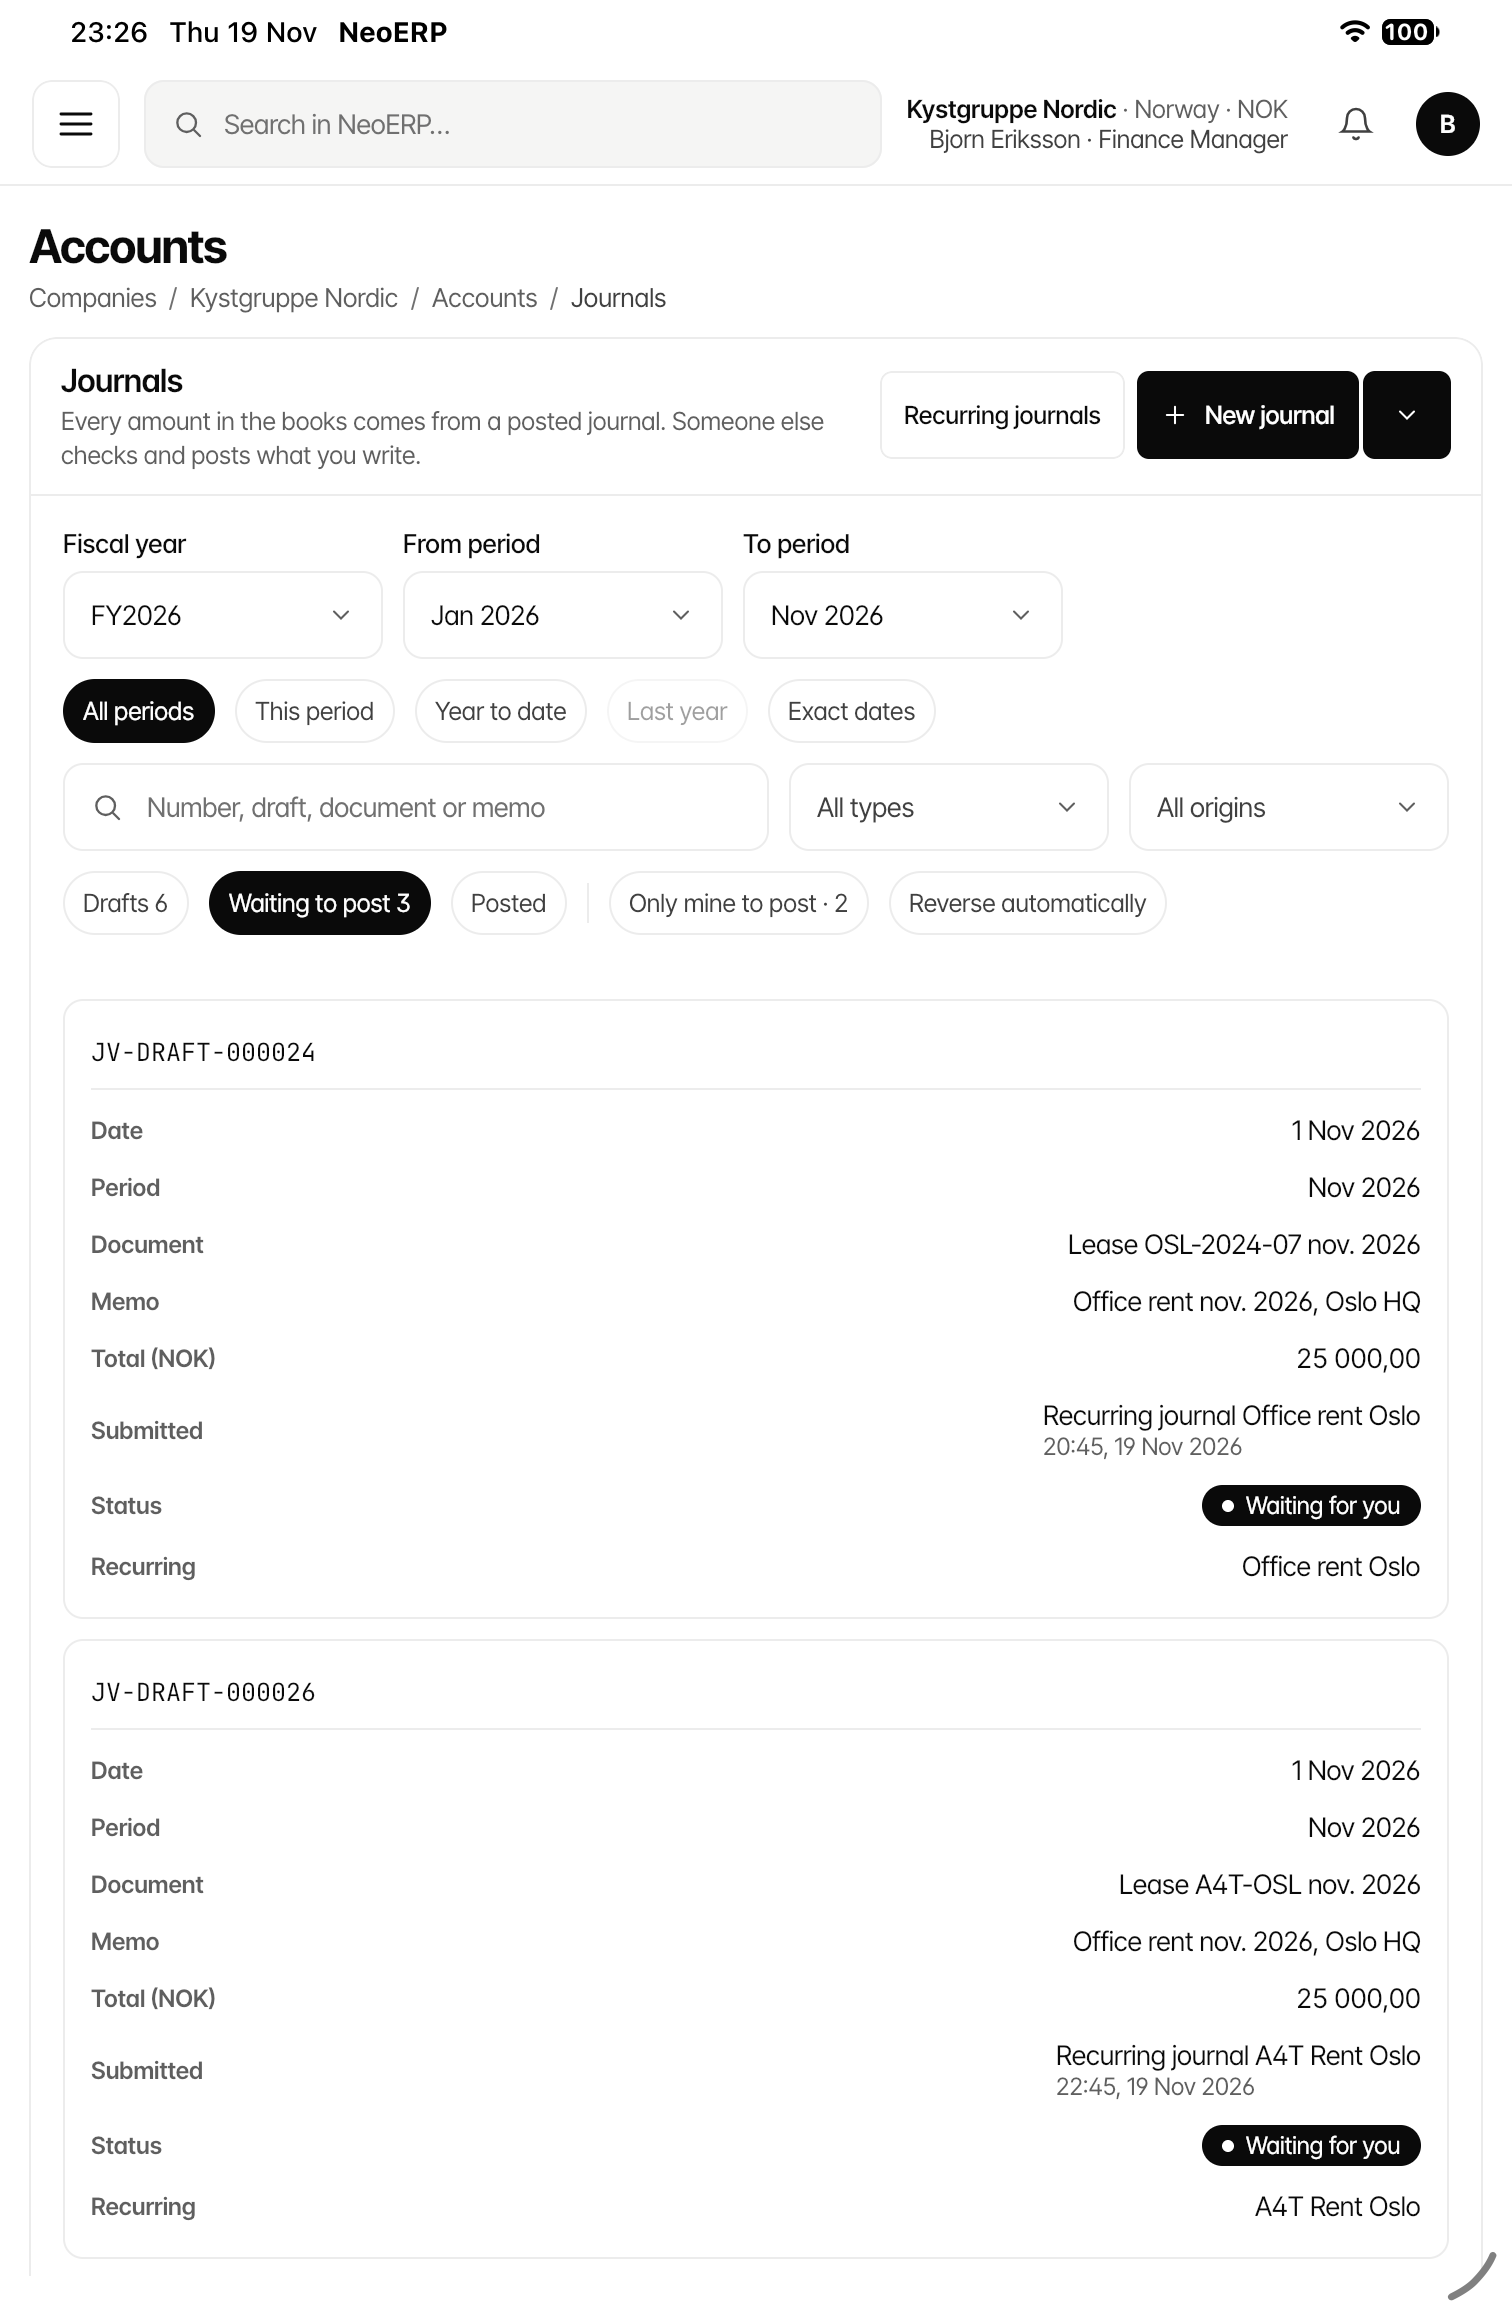 23:26 Thu 19 Nov NeoERP
100
Search in NeoERP...
Kystgruppe Nordic · Norway · NOK
Bjorn Eriksson · Finance Manager
B
Accounts
Companies / Kystgruppe Nordic / Accounts / Journals
Journals
Every amount in the books comes from a posted journal. Someone else
checks and posts what you write.
Recurring journals
New journal
Fiscal year
From period
To period
FY2026
Jan 2026
Nov 2026
All periods
This period
Year to date
Last year
Exact dates
Number, draft, document or memo
All types
All origins
Drafts 6
Waiting to post 3
Posted
Only mine to post · 2
Reverse automatically
JV-DRAFT-000024
Date
1 Nov 2026
Period
Nov 2026
Document
Lease OSL-2024-07 nov. 2026
Memo
Office rent nov. 2026, Oslo HQ
Total (NOK)
25 000,00
Submitted
Recurring journal Office rent Oslo
20:45, 19 Nov 2026
Status
Waiting for you
Recurring
Office rent Oslo
JV-DRAFT-000026
Date
1 Nov 2026
Period
Nov 2026
Document
Lease A4T-OSL nov. 2026
Memo
Office rent nov. 2026, Oslo HQ
Total (NOK)
25 000,00
Submitted
Recurring journal A4T Rent Oslo
22:45, 19 Nov 2026
Status
Waiting for you
Recurring
A4T Rent Oslo